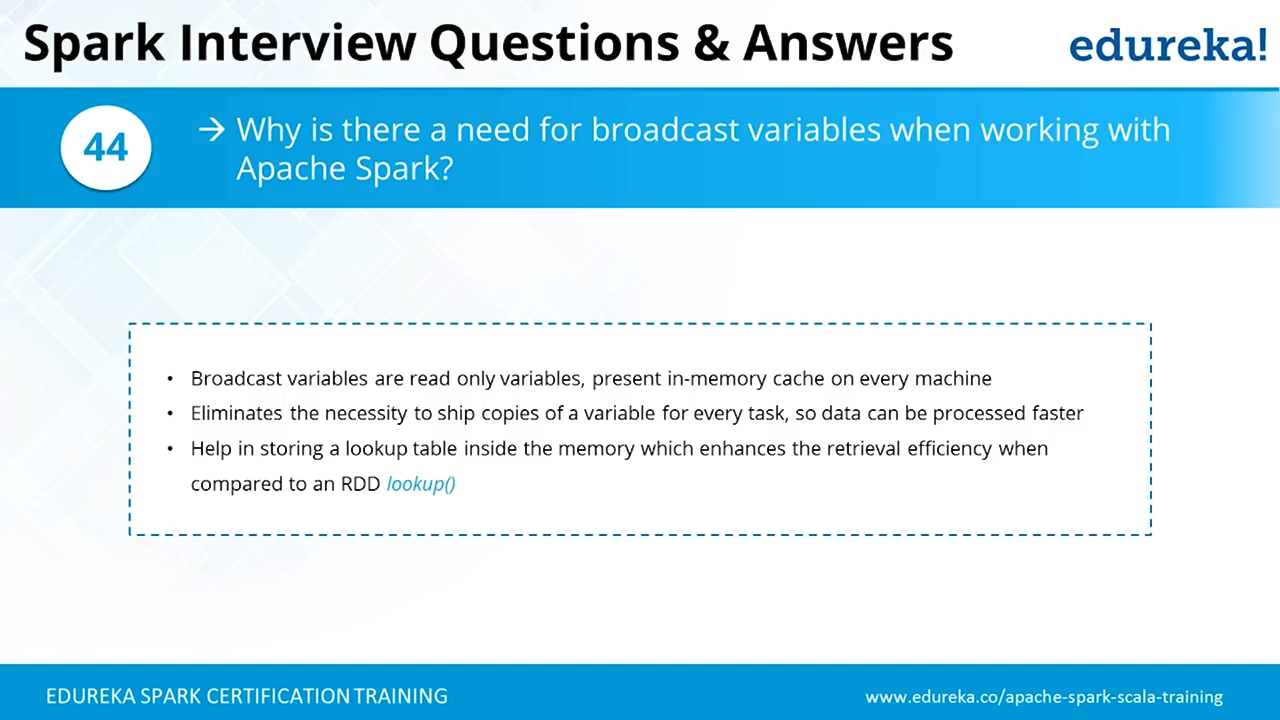 Spark Interview Questions & Answers
edureka!
44
→ Why is there a need for broadcast variables when working with
Apache Spark?
• Broadcast variables are read only variables, present in-memory cache on every machine
• Eliminates the necessity to ship copies of a variable for every task, so data can be processed faster
• Help in storing a lookup table inside the memory which enhances the retrieval efficiency when
compared to an RDD lookup()
EDUREKA SPARK CERTIFICATION TRAINING
www.edureka.co/apache-spark-scala-training